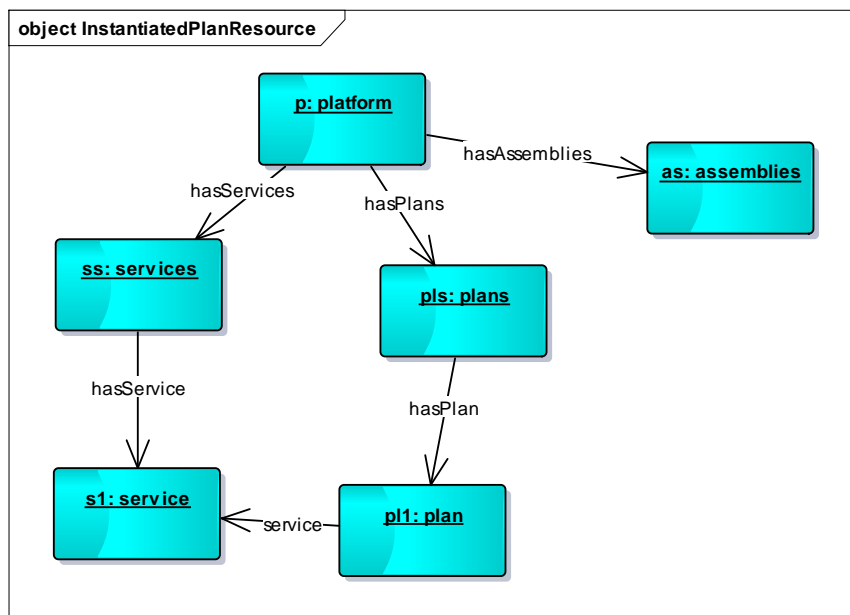 object InstantiatedPlanResource
p: platform
hasAssemblies
as: assemblies
hasServices
hasPlans
ss: services
pls: plans
hasService
hasPlan
s1: service
service
pl1: plan